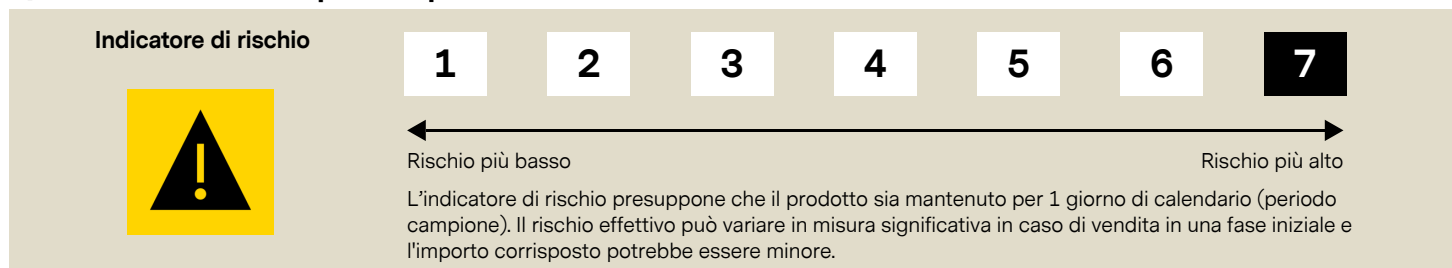 Indicatore di rischio
1 2 3 4 5 6 7
Rischio più basso Rischio più alto
L'indicatore di rischio presuppone che il prodotto sia mantenuto per 1 giorno di calendario (periodo
campione). Il rischio effettivo può variare in misura significativa in caso di vendita in una fase iniziale e
l'importo corrisposto potrebbe essere minore.